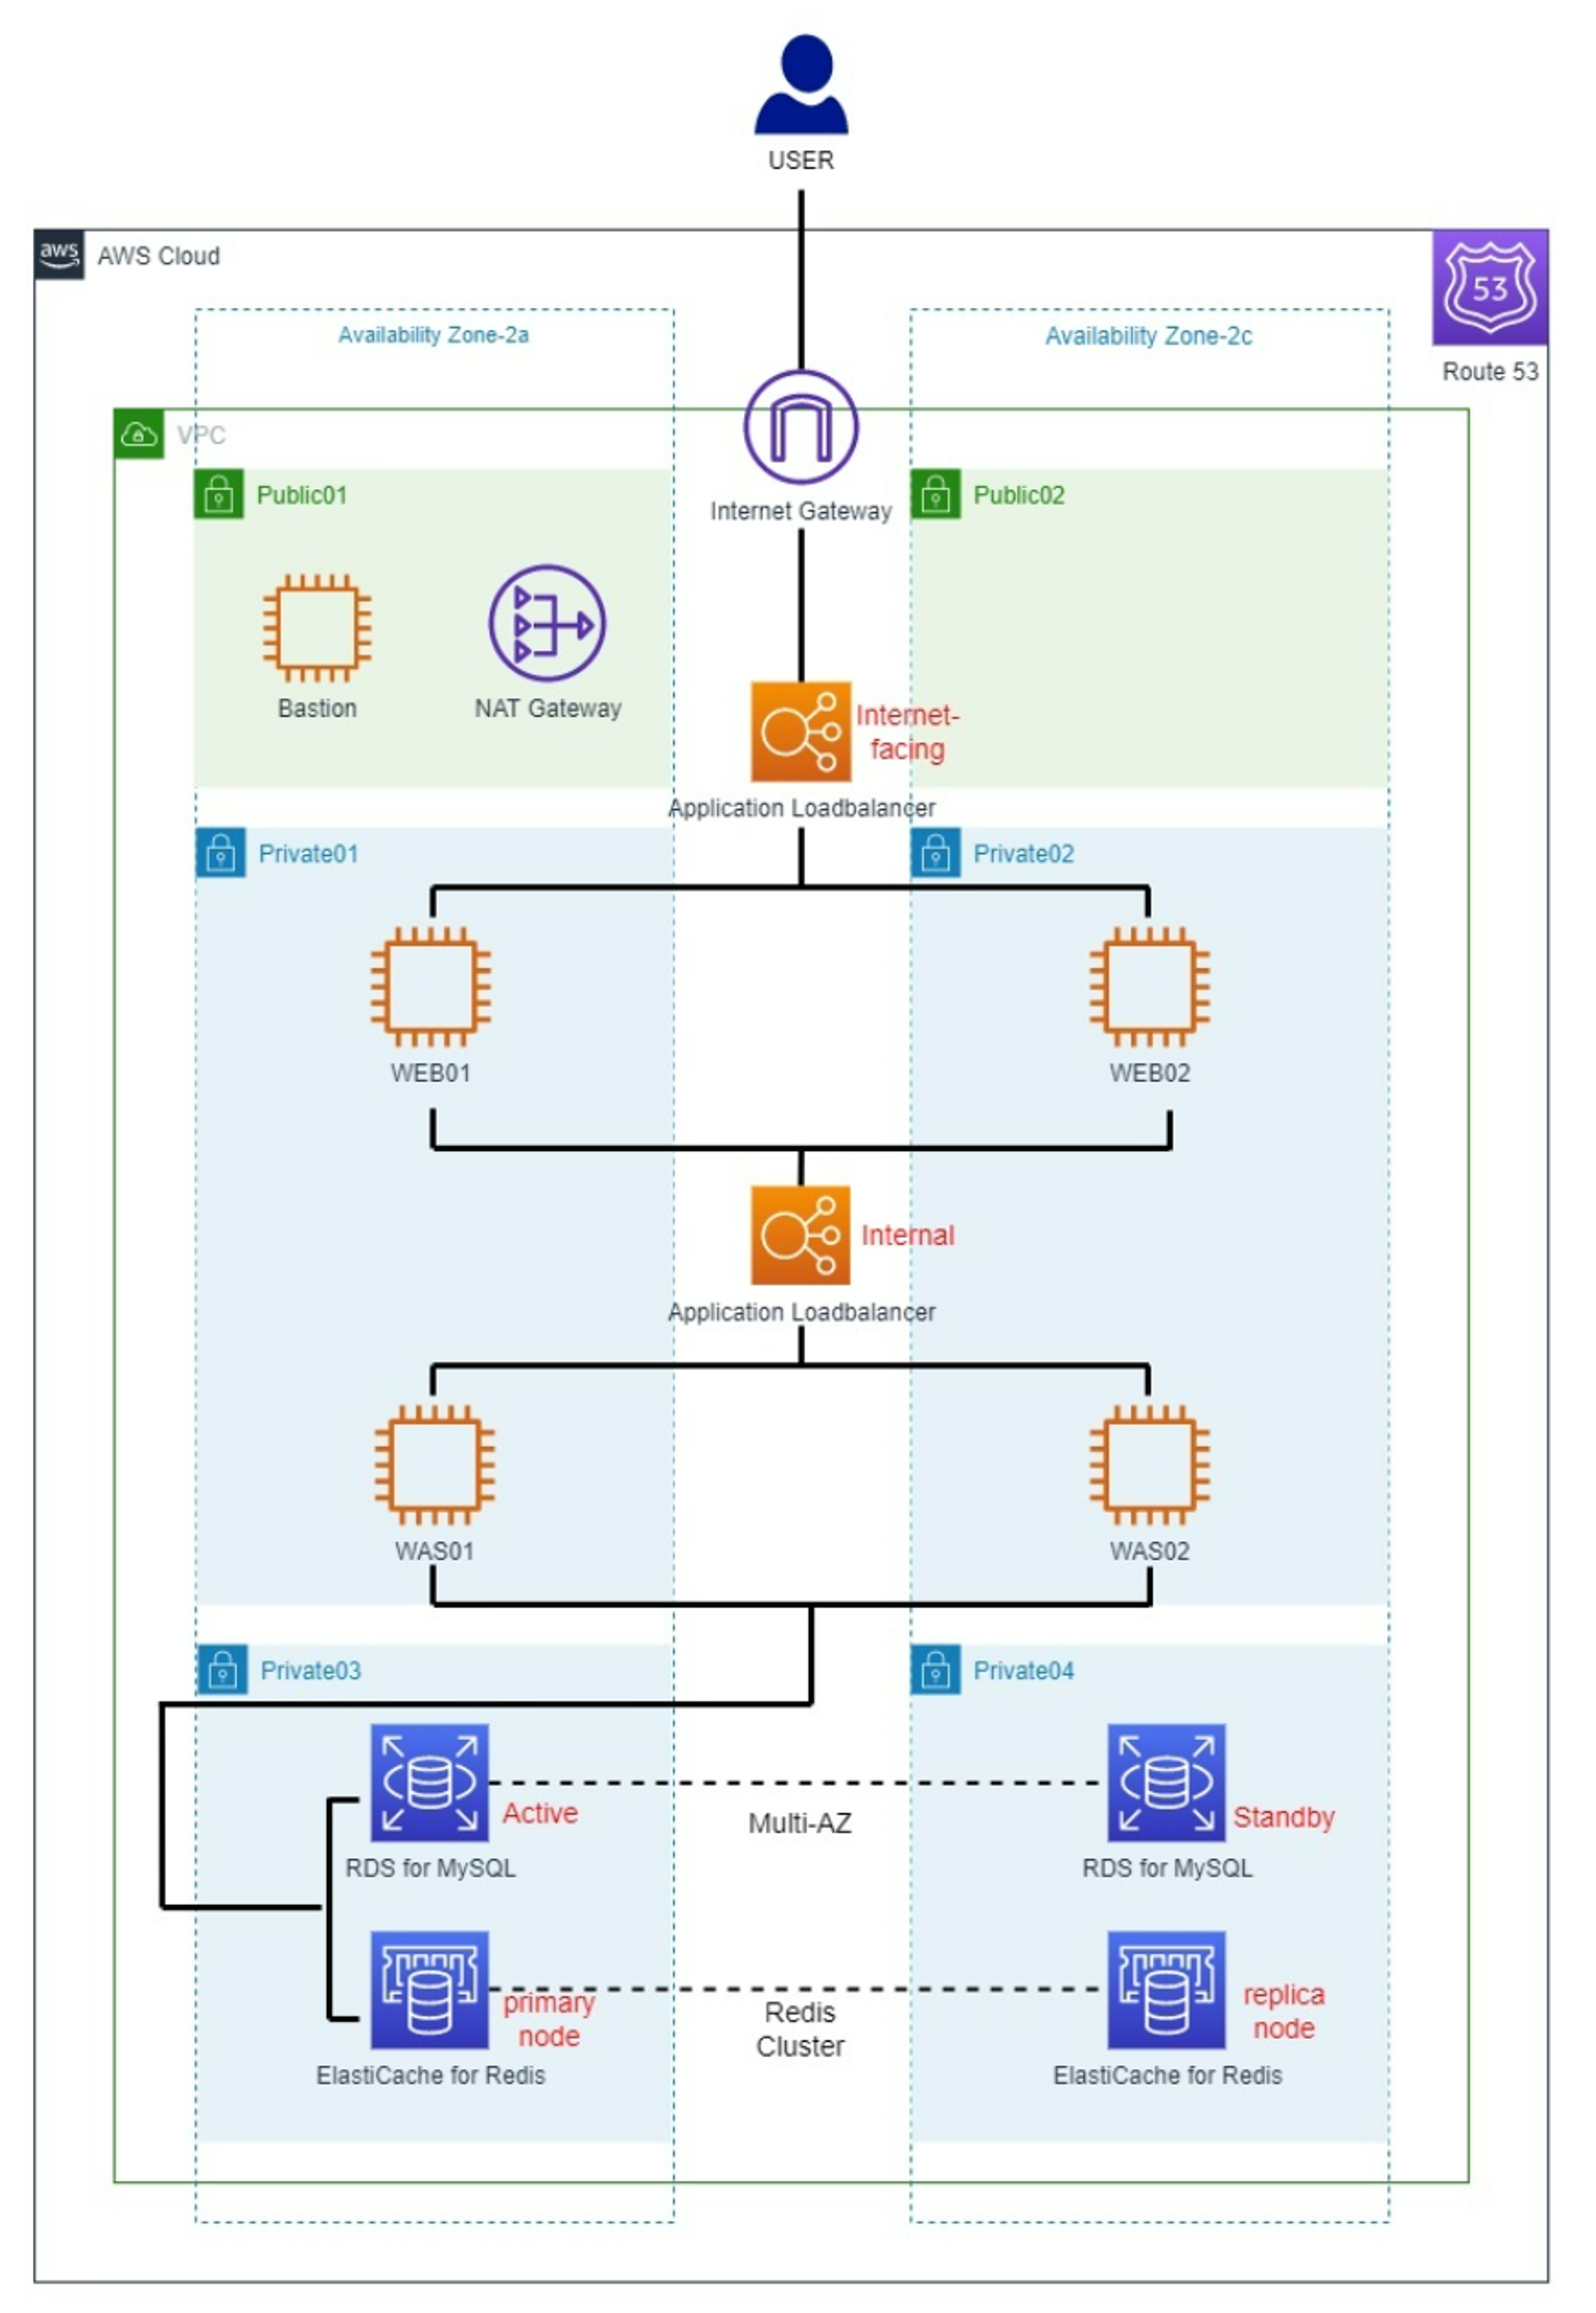 USER
aws
AWS Cloud
53
Route 53
Availability Zone-2a
Availability Zone-2c
VPC
Public01
Public02
Internet Gateway
Bastion
NAT Gateway
Internet-
facing
Application Loadbalancer
Private01
Private02
WEB01
WEB02
Internal
Application Loadbalancer
WAS01
WAS02
Private03
Private04
Active
Multi-AZ
Standby
RDS for MySQL
RDS for MySQL
primary
node
Redis
Cluster
replica
node
ElastiCache for Redis
ElastiCache for Redis